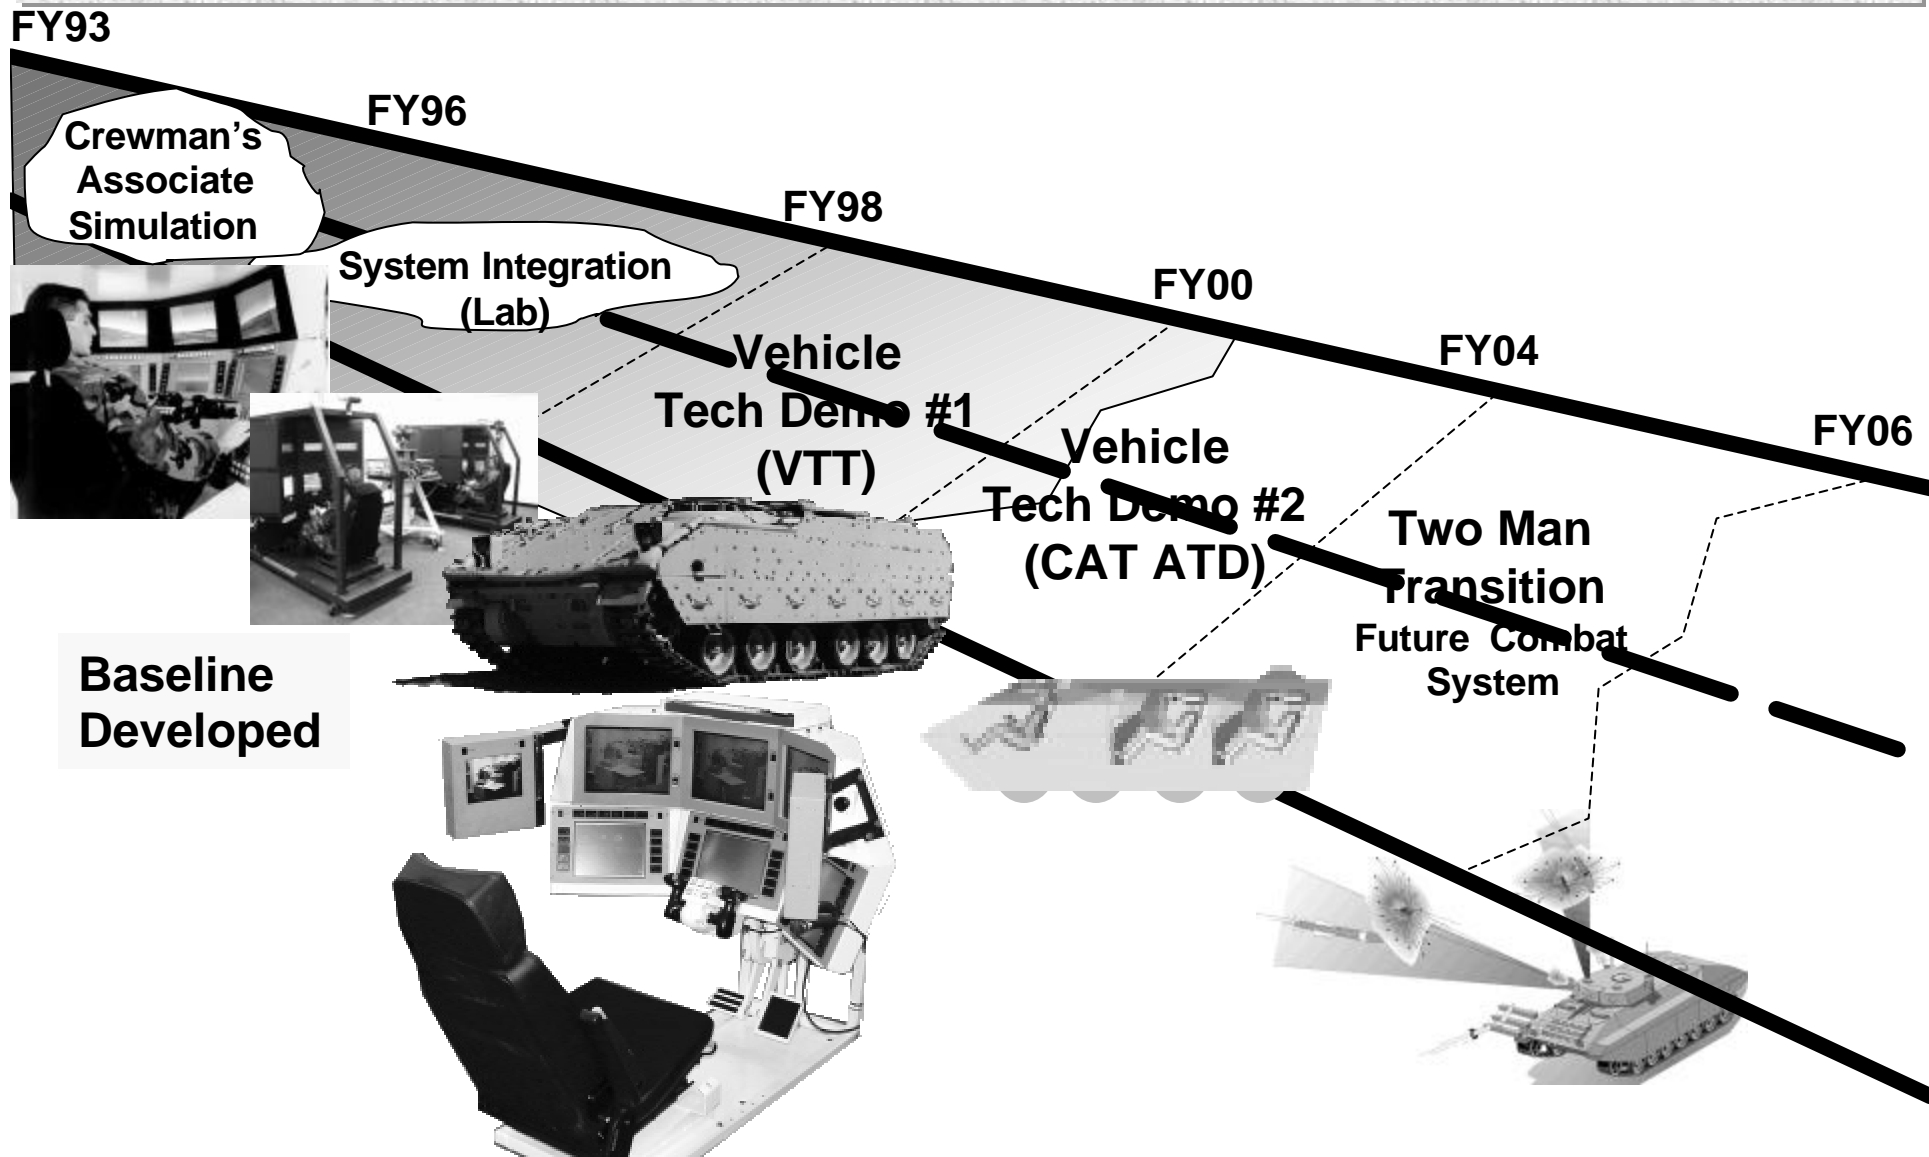 FY93
FY96
Crewman's
Associate
Simulation
FY98
System Integration
(Lab)
FY00
Vehicle
Tech Demo #1
(VTT)
FY04
Vehicle
Tech Demo #2
(CAT ATD)
FY06
Two Man
Transition
Future Combat
System
Baseline
Developed